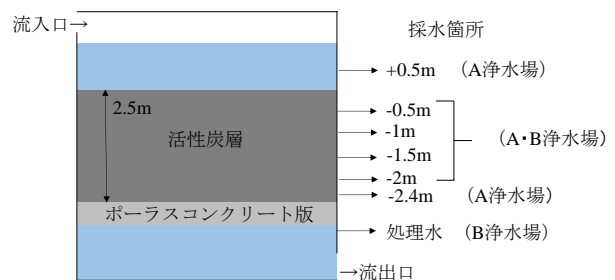 流入口→
採水箇所
+0.5m （A浄水場）
2.5m
-0.5m
-1m
活性炭層
（A・B浄水場）
-1.5m
-2m
-2.4m （A浄水場）
ポーラスコンクリート版
処理水 （B浄水場）
→流出口